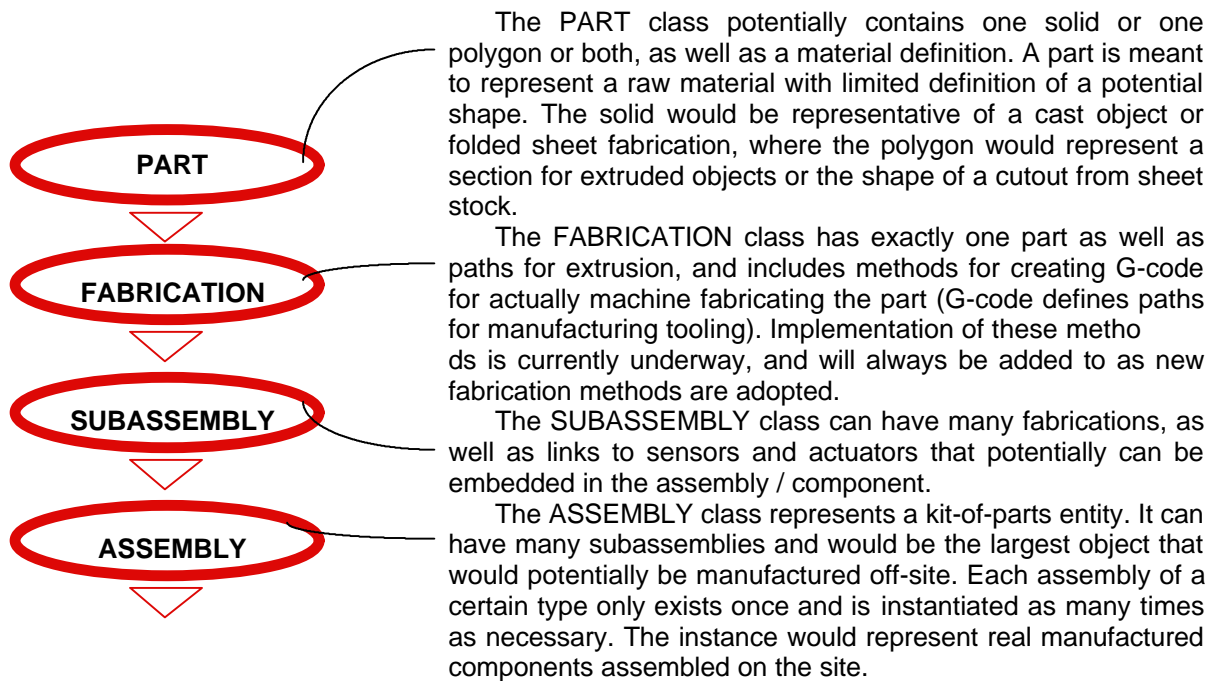 The PART class potentially contains one solid or one
polygon or both, as well as a material definition. A part is meant
to represent a raw material with limited definition of a potential
shape. The solid would be representative of a cast object or
folded sheet fabrication, where the polygon would represent a
section for extruded objects or the shape of a cutout from sheet
stock.
The FABRICATION class has exactly one part as well as
paths for extrusion, and includes methods for creating G-code
for actually machine fabricating the part (G-code defines paths
for manufacturing tooling). Implementation of these metho
ds is currently underway, and will always be added to as new
fabrication methods are adopted.
The SUBASSEMBLY class can have many fabrications, as
well as links to sensors and actuators that potentially can be
embedded in the assembly / component.
The ASSEMBLY class represents a kit-of-parts entity. It can
have many subassemblies and would be the largest object that
would potentially be manufactured off-site. Each assembly of a
certain type only exists once and is instantiated as many times
as necessary. The instance would represent real manufactured
components assembled on the site.
PART
FABRICATION
SUBASSEMBLY
ASSEMBLY